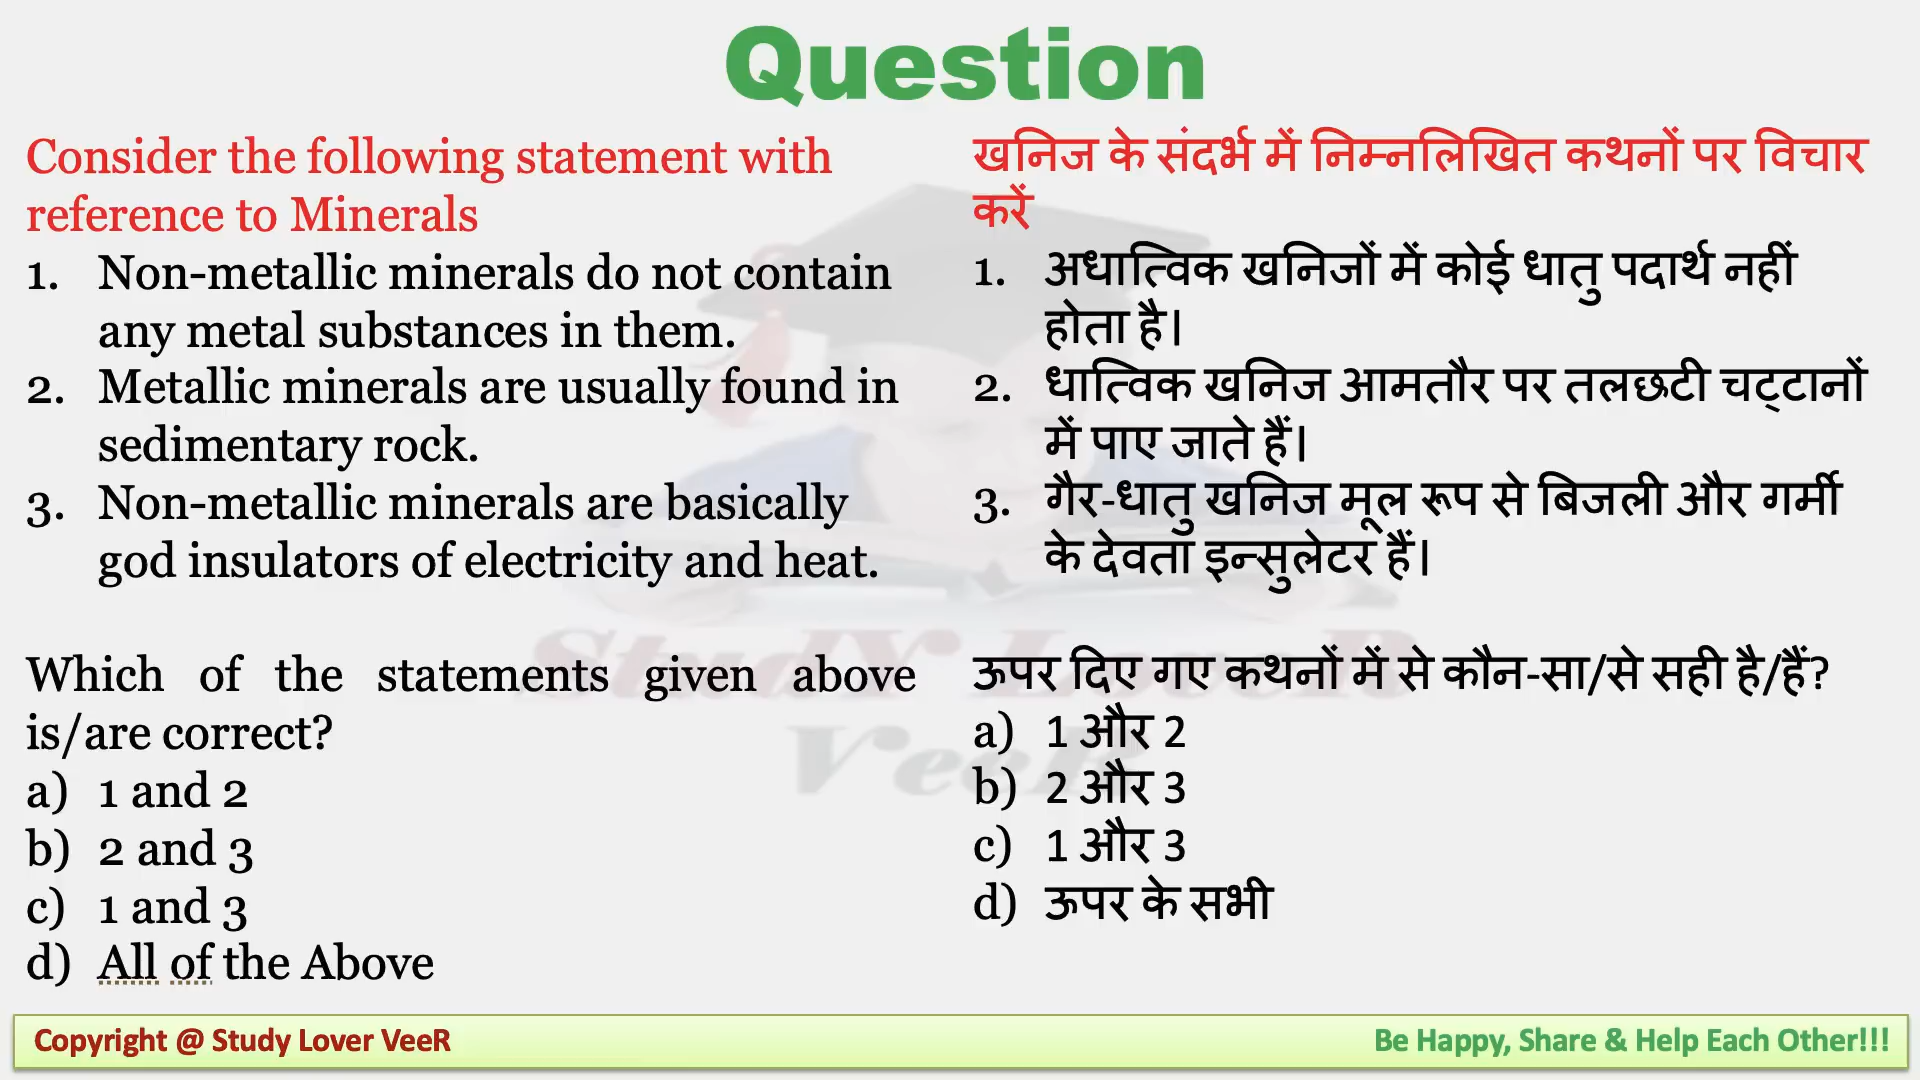 Question
Consider the following statement with
reference to Minerals
1. Non-metallic minerals do not contain
any metal substances in them.
2. Metallic minerals are usually found in
sedimentary rock.
3. Non-metallic minerals are basically
god insulators of electricity and heat.
Which of the statements given above
is/are correct?
a) 1 and 2
b) 2 and 3
c) 1 and 3
d) All of the Above
खनिज के संदर्भ में निम्नलिखित कथनों पर विचार
करें
1. अधात्विक खनिजों में कोई धातु पदार्थ नहीं
होता है।
2. धात्विक खनिज आमतौर पर तलछटी चट्टानों
में पाए जाते हैं।
3. गैर-धातु खनिज मूल रूप से बिजली और गर्मी
के देवता इन्सुलेटर हैं।
ऊपर दिए गए कथनों में से कौन-सा/से सही है/हैं?
a) 1 और 2
b) 2 और 3
c) 1 और 3
d) ऊपर के सभी
StudY LoveR
VeeR
Copyright @ Study Lover VeeR
Be Happy, Share & Help Each Other!!!